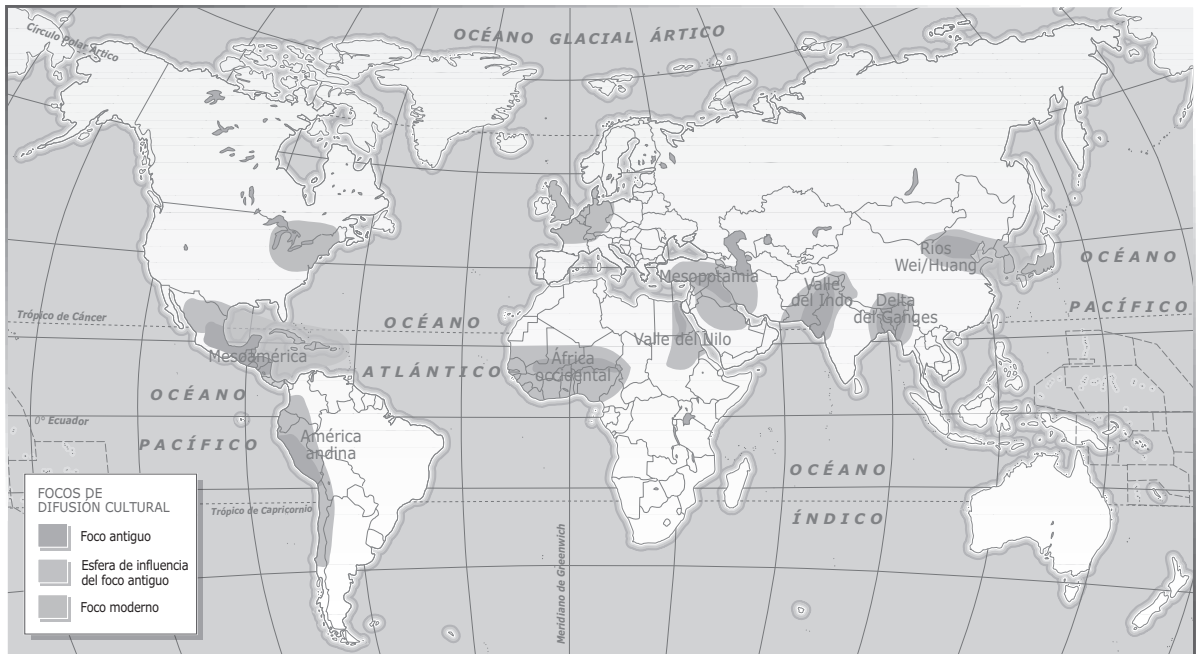 Círculo Polar Ártico
OCÉANO GLACIAL ÁRTICO
Ríos
Wei/Huang
OCÉANO
PACÍFICO
Mesopotamia
Valle
del Indo
Delta
del Ganges
Trópico de Cáncer
OCÉANO
ATLÁNTICO
Valle del Nilo
Mesoamérica
África
occidental
OCÉANO
PACÍFICO
0° Ecuador
América
andina
OCÉANO
ÍNDICO
Trópico de Capricornio
Meridiano de Greenwich
FOCOS DE
DIFUSIÓN CULTURAL
Foco antiguo
Esfera de influencia
del foco antiguo
Foco moderno